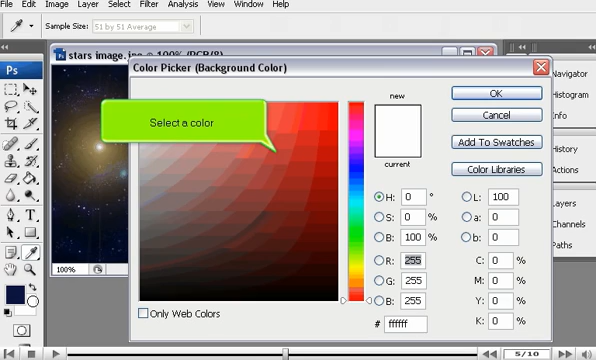 File Edit Image Layer Select Filter Analysis View Window Help
Sample Size: 51 by 51 Average
stars image.jpg @ 100% (RGB/8)
Ps
Color Picker (Background Color)
Select a color
new
current
OK
Cancel
Add To Swatches
Color Libraries
H: 0 °
S: 0 %
B: 100 %
R: 255
G: 255
B: 255
# ffffff
L: 100
a: 0
b: 0
C: 0 %
M: 0 %
Y: 0 %
K: 0 %
Only Web Colors
100%
Navigator
Histogram
Info
History
Actions
Layers
Channels
Paths
5/10